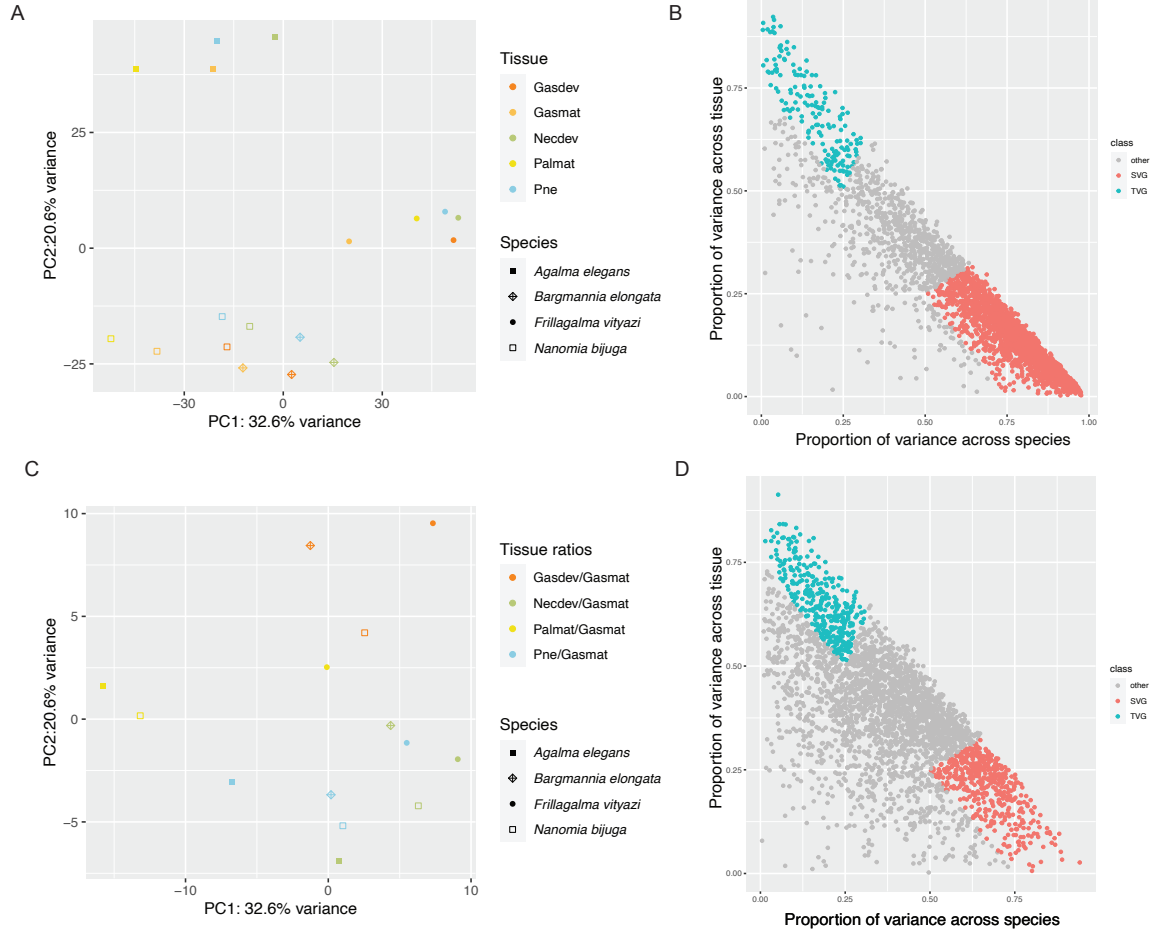 A
PC2:20.6% variance
25
0
−25
−30
0
30
PC1: 32.6% variance
Tissue
Gasdev
Gasmat
Necdev
Palmat
Pne
Species
Agalma elegans
Bargmannia elongata
Frillagalma vityazi
Nanomia bijuga
B
Proportion of variance across tissue
0.75
0.50
0.25
0.00
0.00
0.25
0.50
0.75
1.00
Proportion of variance across species
class
other
SVG
TVG
C
PC2:20.6% variance
10
5
0
−5
−10
0
10
PC1: 32.6% variance
Tissue ratios
Gasdev/Gasmat
Necdev/Gasmat
Palmat/Gasmat
Pne/Gasmat
Species
Agalma elegans
Bargmannia elongata
Frillagalma vityazi
Nanomia bijuga
D
Proportion of variance across tissue
0.75
0.50
0.25
0.00
0.00
0.25
0.50
0.75
Proportion of variance across species
class
other
SVG
TVG